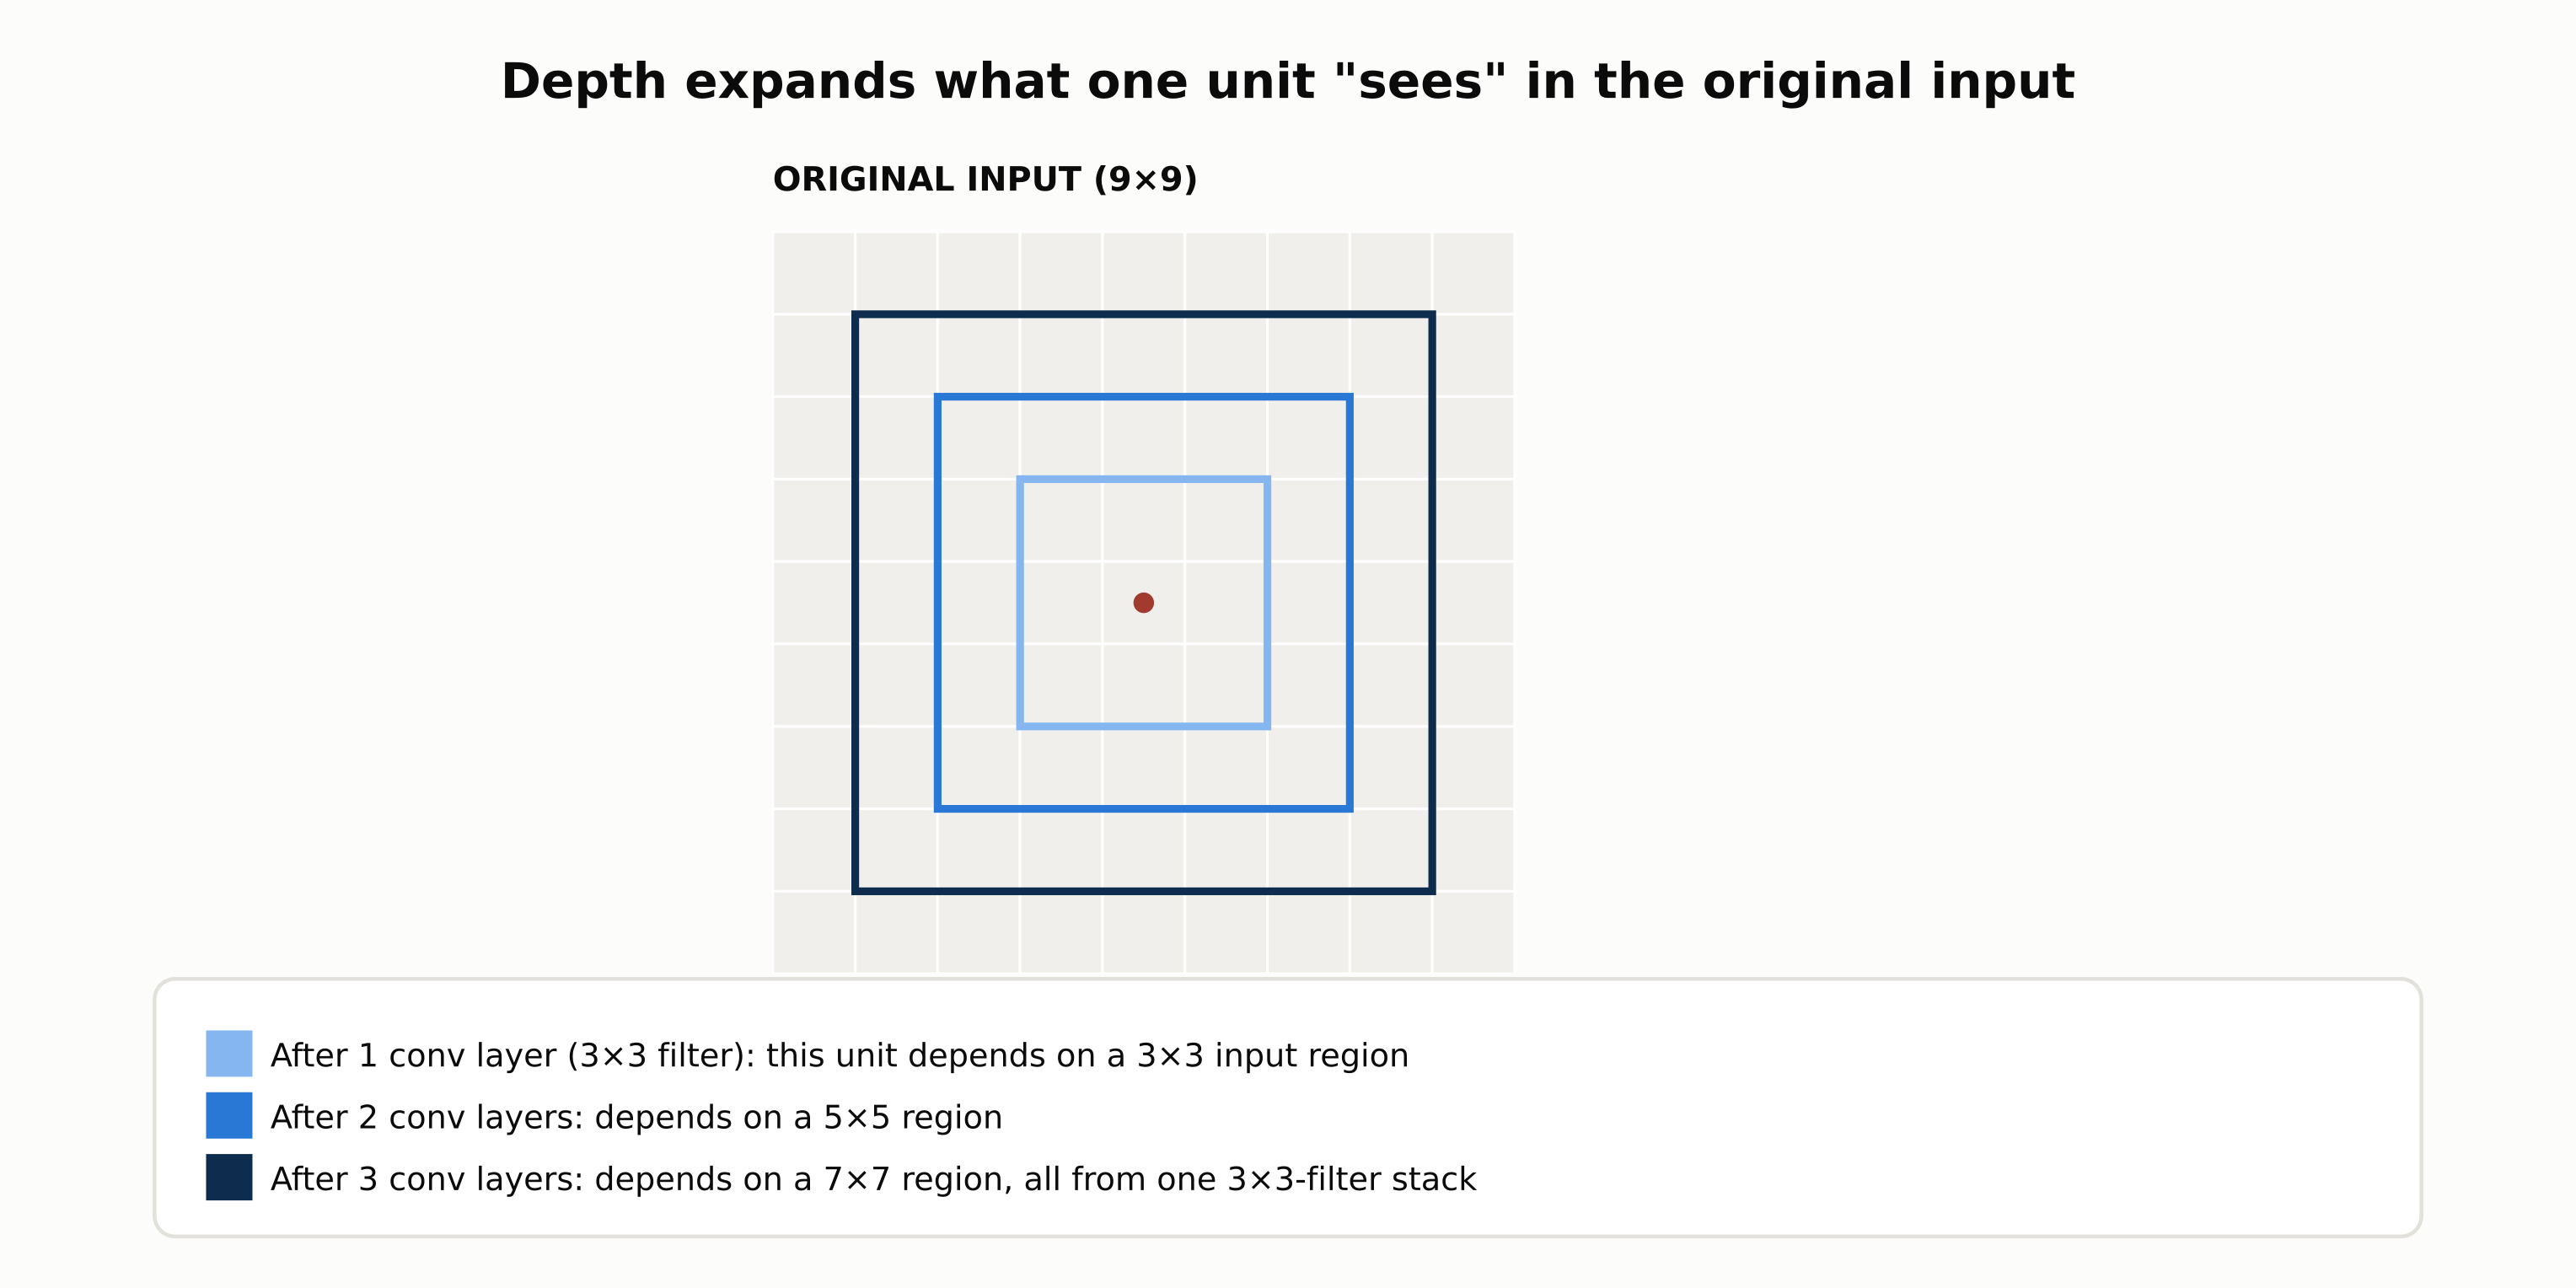 Depth expands what one unit "sees" in the original input
ORIGINAL INPUT (9×9)
After 1 conv layer (3×3 filter): this unit depends on a 3×3 input region
After 2 conv layers: depends on a 5×5 region
After 3 conv layers: depends on a 7×7 region, all from one 3×3-filter stack